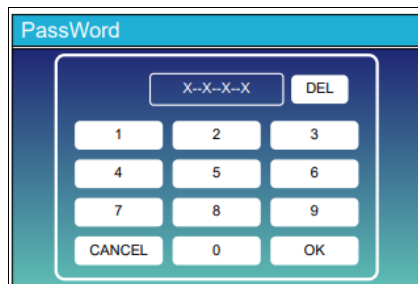 PassWord
X--X--X--X DEL
1 2 3
4 5 6
7 8 9
CANCEL 0 OK